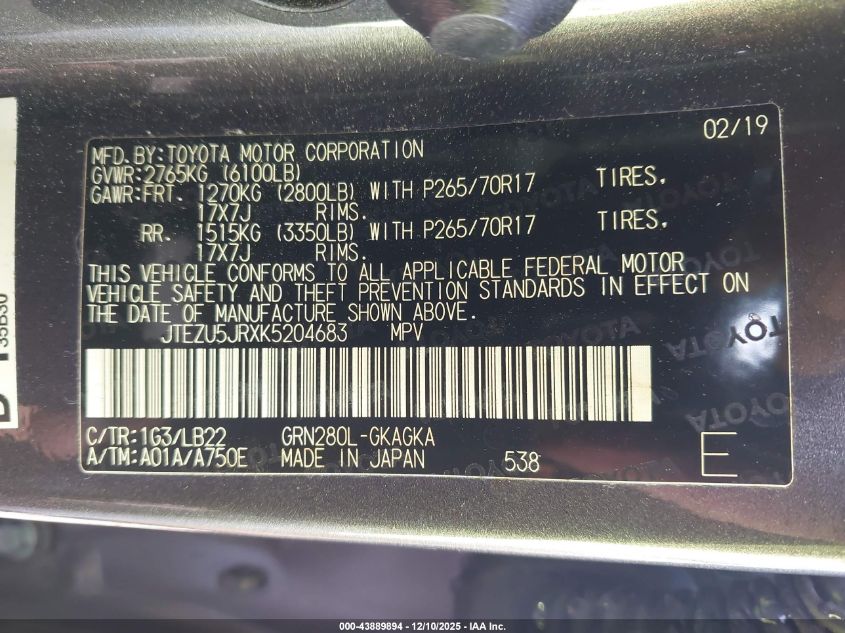 02/19
MFD.BY:TOYOTA MOTOR CORPORATION
GVWR:2765KG (6100LB)
GAWR:FRT. 1270KG (2800LB) WITH P265/70R17 TIRES,
17X7J RIMS.
RR. 1515KG (3350LB) WITH P265/70R17 TIRES,
17X7J RIMS.
THIS VEHICLE CONFORMS TO ALL APPLICABLE FEDERAL MOTOR
VEHICLE SAFETY AND THEFT PREVENTION STANDARDS IN EFFECT ON
THE DATE OF MANUFACTURE SHOWN ABOVE.
JTEZU5JRXK5204683 MPV
TOYOTA
TOYOTA
C/TR:1G3/LB22 GRN280L-GKAGKA
A/TM:A01A/A750E MADE IN JAPAN 538 E
35B30
000-43889894 - 12/10/2025 - IAA Inc.